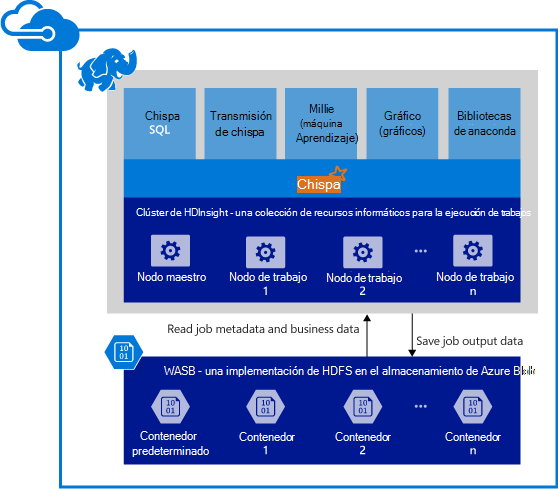 Chispa
SQL
Transmisión
de chispa
Millie
(máquina
Aprendizaje)
Gráfico
(gráficos)
Bibliotecas
de anaconda
Chispa
Clúster de HDInsight - una colección de recursos informáticos para la ejecución de trabajos
Nodo maestro
Nodo de trabajo
1
Nodo de trabajo
2
...
Nodo de trabajo
n
Read job metadata and business data
Save job output data
10
01
WASB - una implementación de HDFS en el almacenamiento de Azure
10
01
10
01
10
01
...
10
01
Contenedor
predeterminado
Contenedor
1
Contenedor
2
Contenedor
n